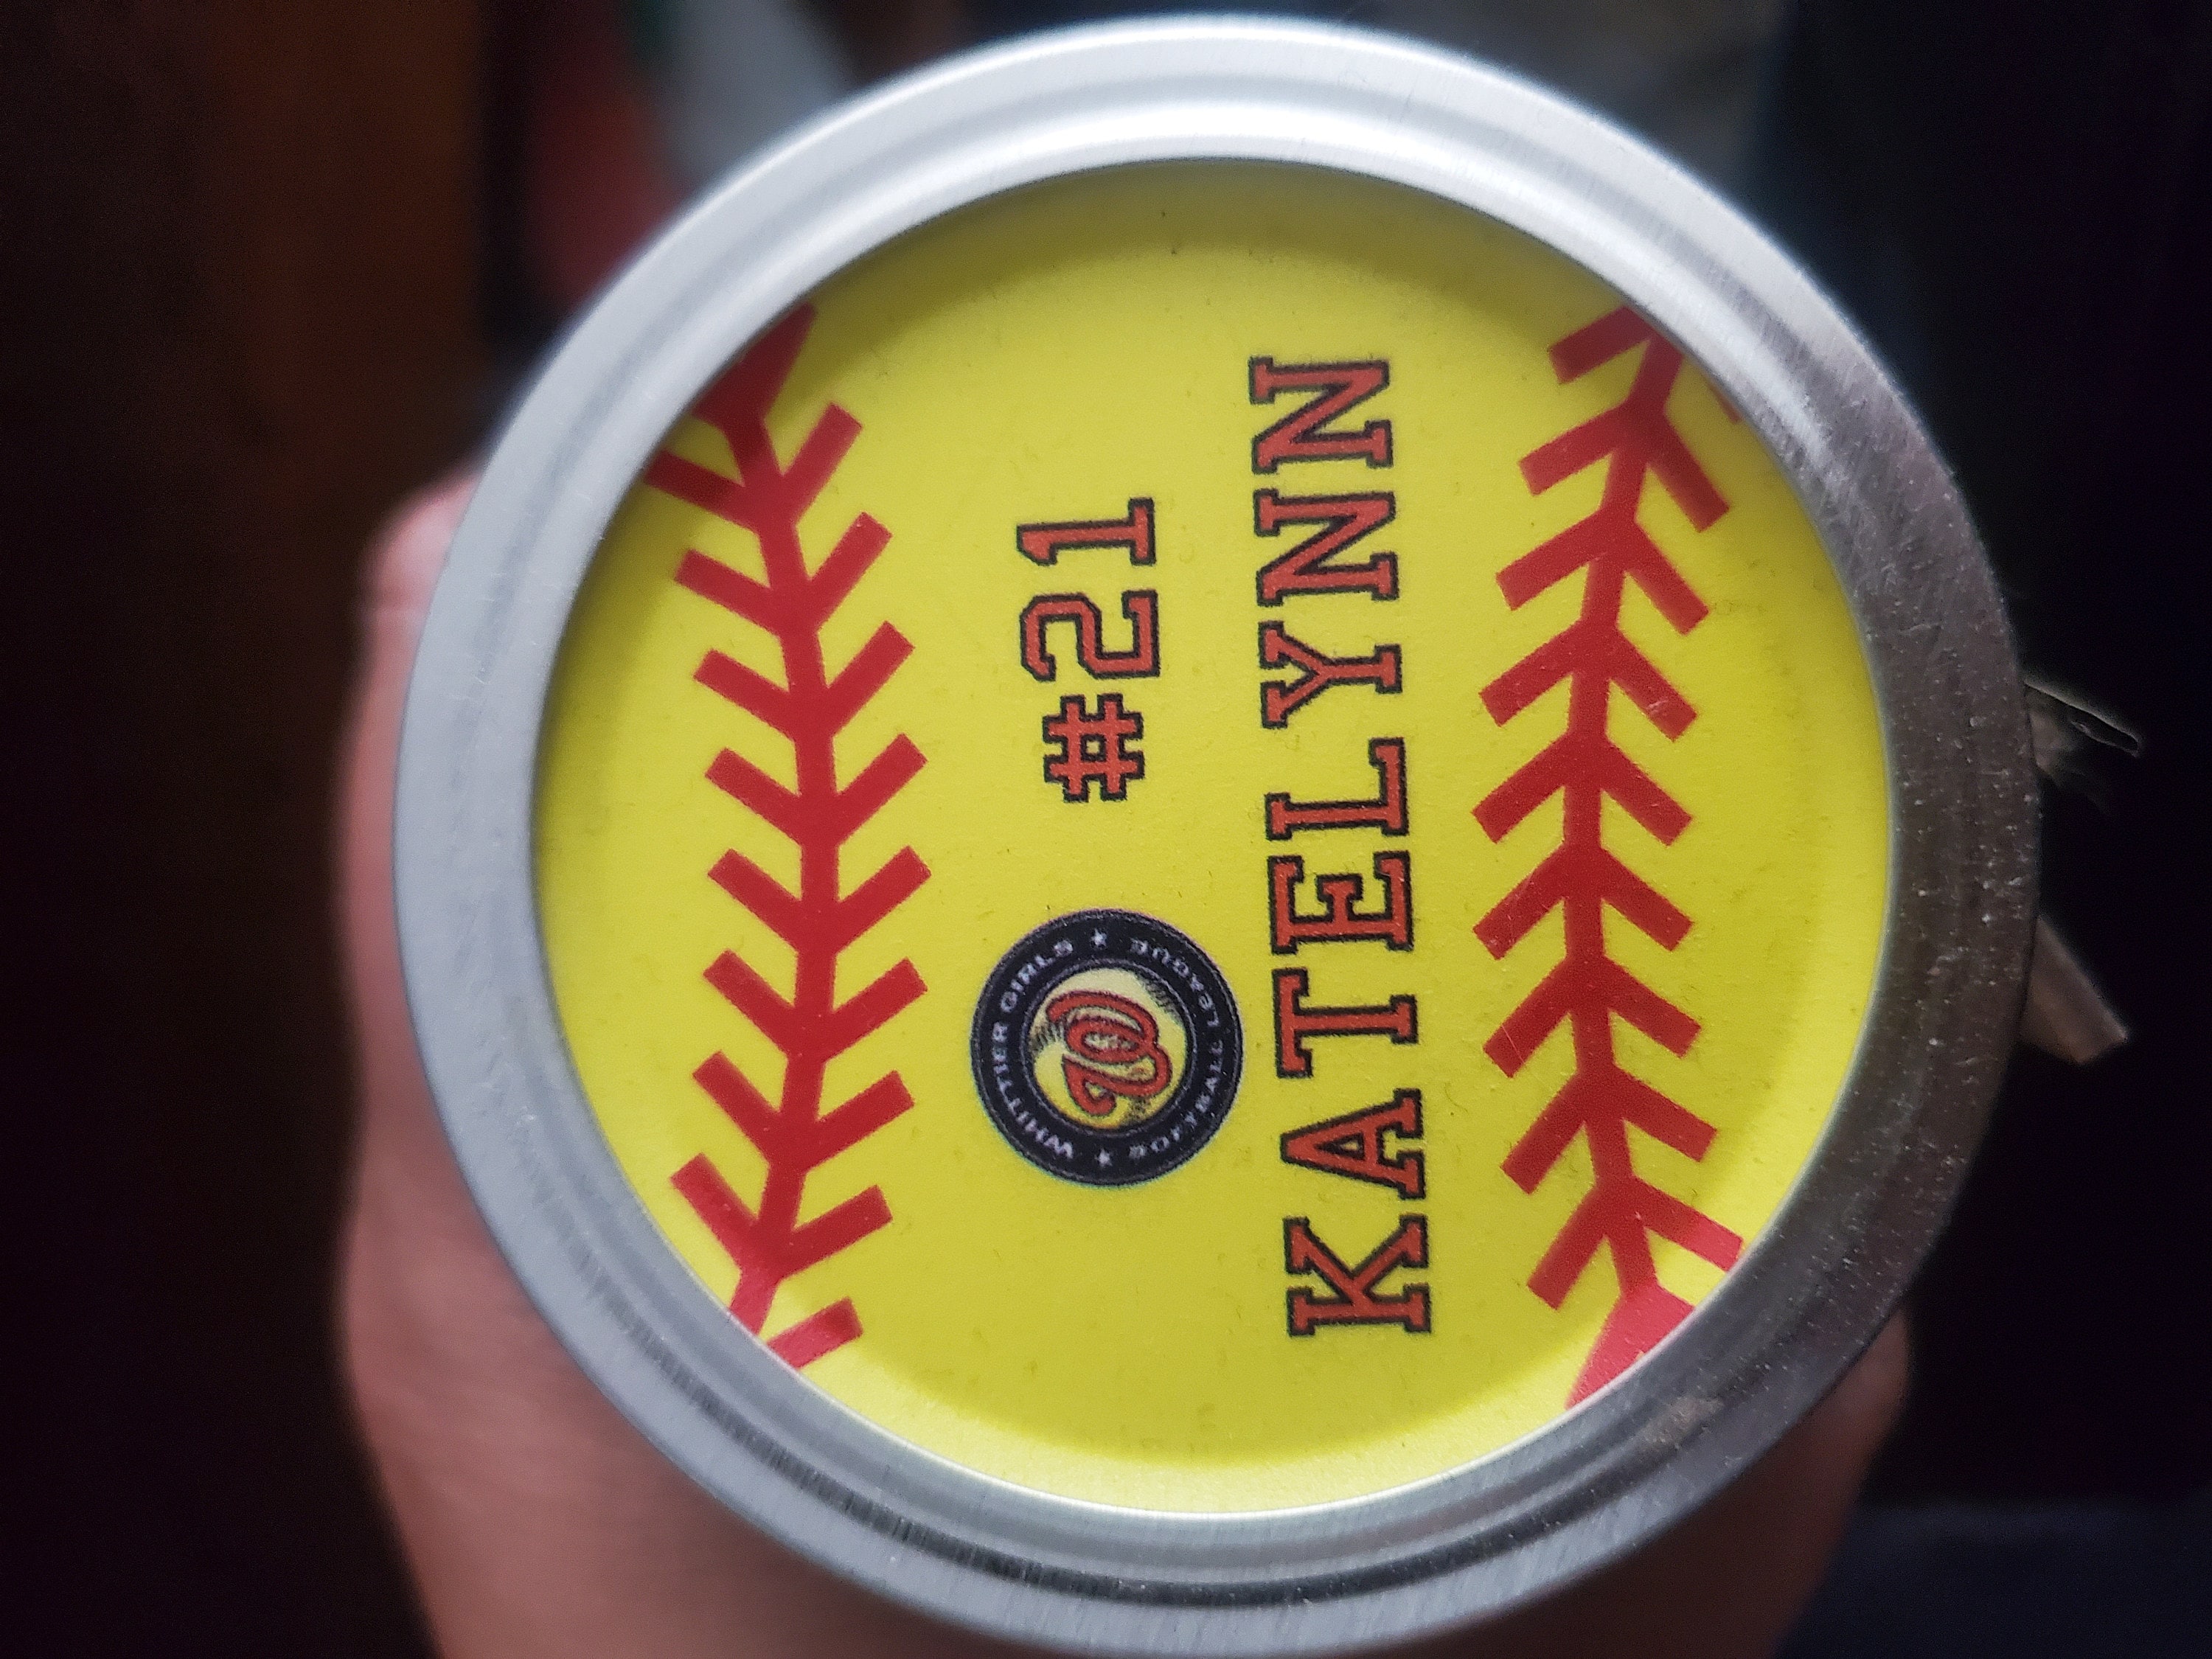 WHITTIER GIRLS
W
SOFTBALL LEAGUE
#21
KATELYNN